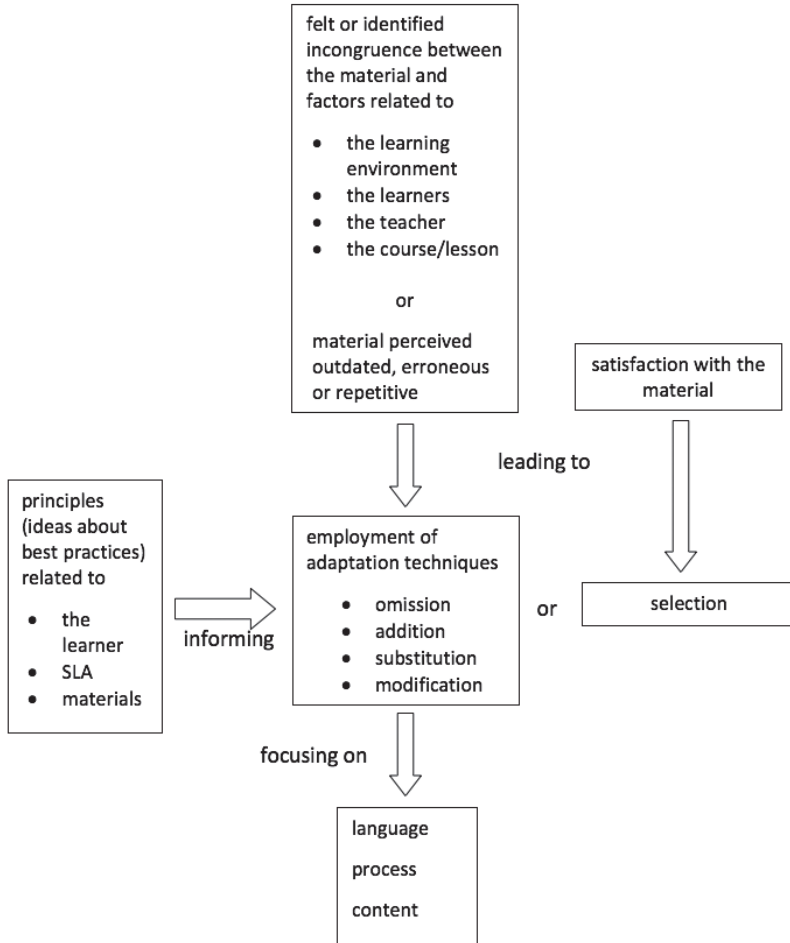 felt or identified
incongruence between
the material and
factors related to
• the learning
environment
• the learners
• the teacher
• the course/lesson
or
material perceived
outdated, erroneous
or repetitive
satisfaction with the
material
leading to
principles
(ideas about
best practices)
related to
• the
learner
• SLA
• materials
informing
employment of
adaptation techniques
• omission
• addition
• substitution
• modification
or
selection
focusing on
language
process
content